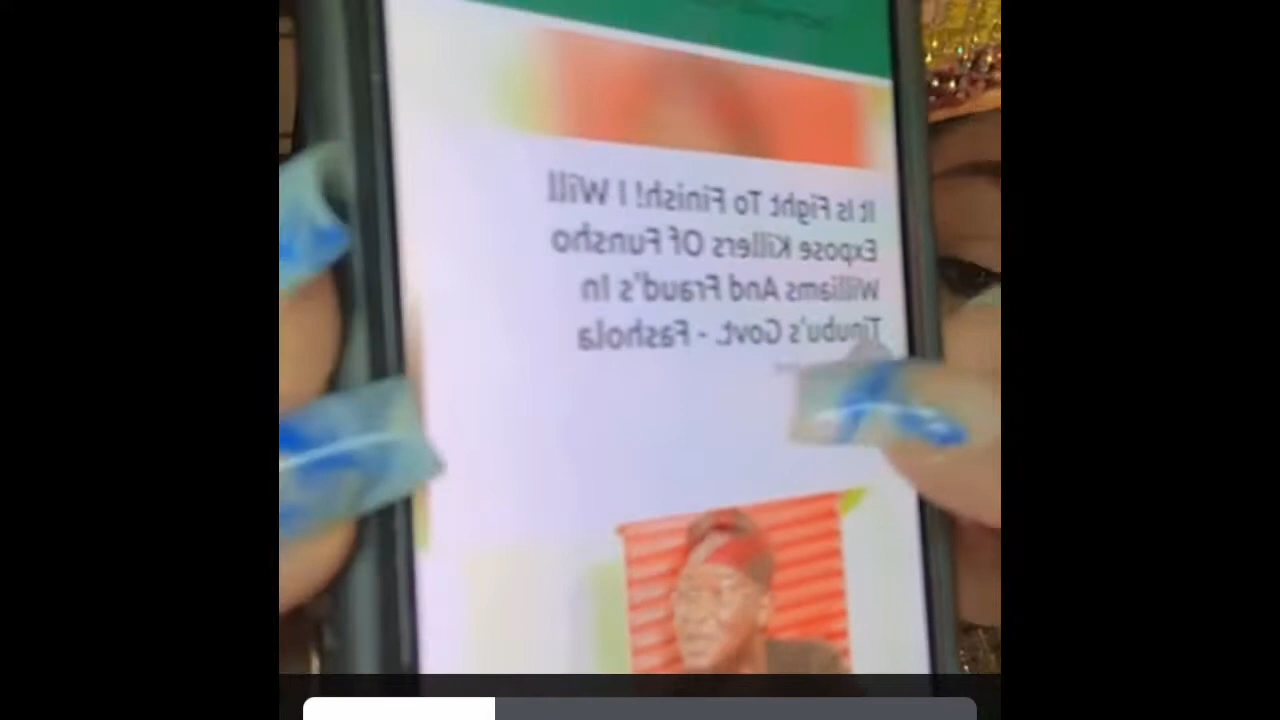 It Is Fight To Finish! I Will
Expose Killers Of Funsho
Williams And Fraud's In
Tinubu's Govt. - Fashola